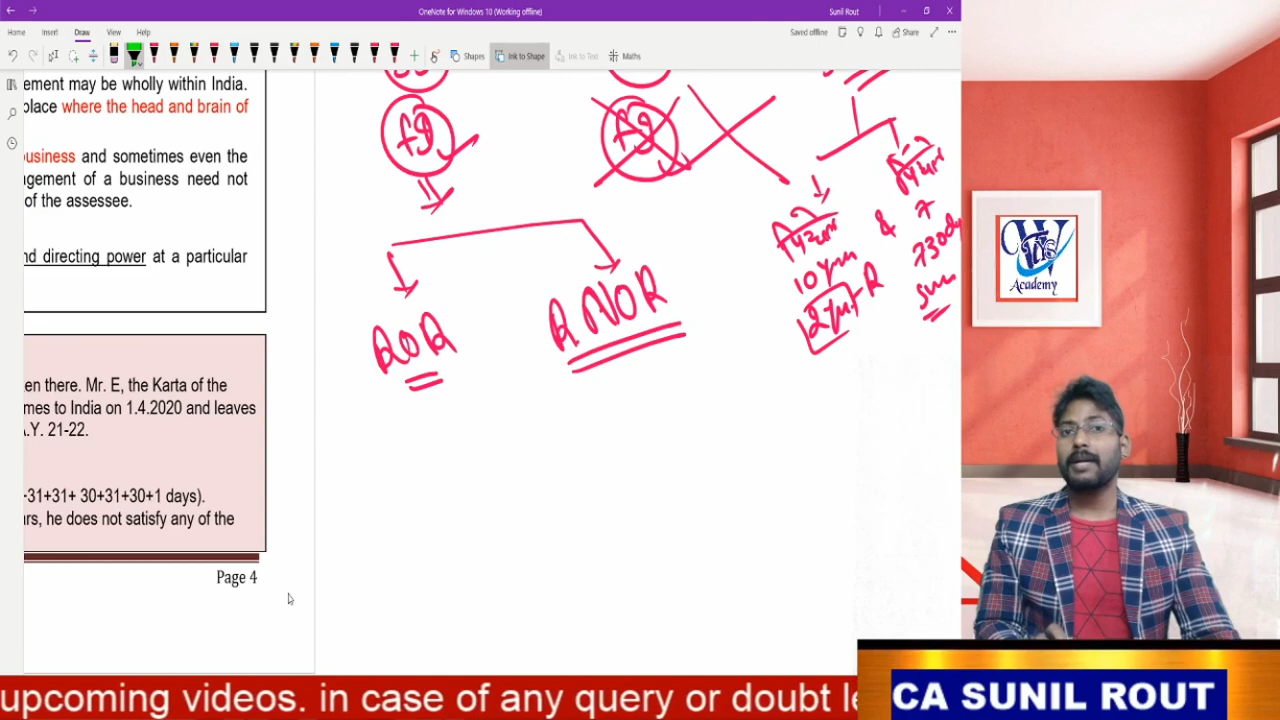 OneNote for Windows 10 (Working offline)
Sunil Rout
Home Insert Draw View Help
Saved offline
Share
Shapes
Ink to Shape
Ink to Text
Maths
ement may be wholly within India.
place where the head and brain of
business and sometimes even the
agement of a business need not
of the assessee.
nd directing power at a particular
en there. Mr. E, the Karta of the
mes to India on 1.4.2020 and leaves
A.Y. 21-22.
-31+31+ 30+31+30+1 days).
rs, he does not satisfy any of the
Page 4
ROR
RNOR
10
&
7
2
R
Academy
upcoming videos. in case of any query or doubt le
CA SUNIL ROUT